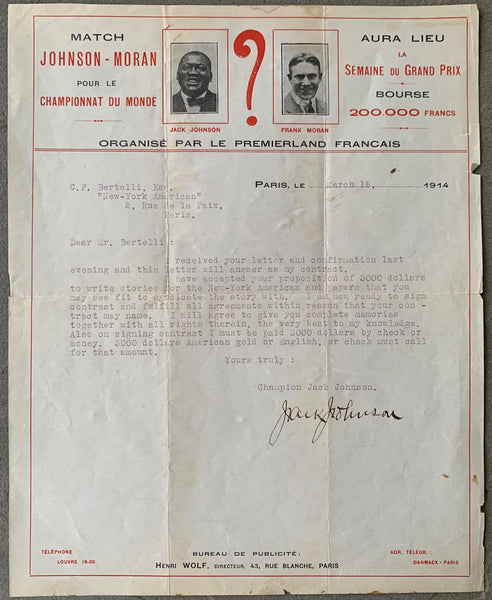 MATCH
JOHNSON - MORAN
POUR LE
CHAMPIONNAT DU MONDE
?
JACK JOHNSON
FRANK MORAN
AURA LIEU
LA
SEMAINE DU GRAND PRIX
BOURSE
200.000 FRANCS
ORGANISÉ PAR LE PREMIERLAND FRANCAIS
C.F. Bertelli, Esq.
"New-York American"
2, Rue de la Paix,
Paris.
PARIS, LE March 18, 1914
Dear Mr. Bertelli :
I received your letter and confirmation last
evening and this letter will answer as my contract.
I have accepted your proposition of 3000 dollars
to write stories for the New-York American and papers that you
may see fit to syndicate the story with. I am now ready to sign
contract and fulfill all agreements within reason that your con -
tract may name. I will agree to give you complete memories
together with all rights therein, the very best to my knowledge.
Also on signing contract I must be paid 3000 dollars by check or
money. 3000 dollars American gold or English, or check must call
for that amount.
Yours truly :
Champion Jack Johnson.
Jack Johnson
TÉLÉPHONE
LOUVRE 18-09
BUREAU DE PUBLICITÉ:
HENRI WOLF, DIRECTEUR, 43, RUE BLANCHE, PARIS
ADR. TÉLÉGR. :
DANMACK - PARIS